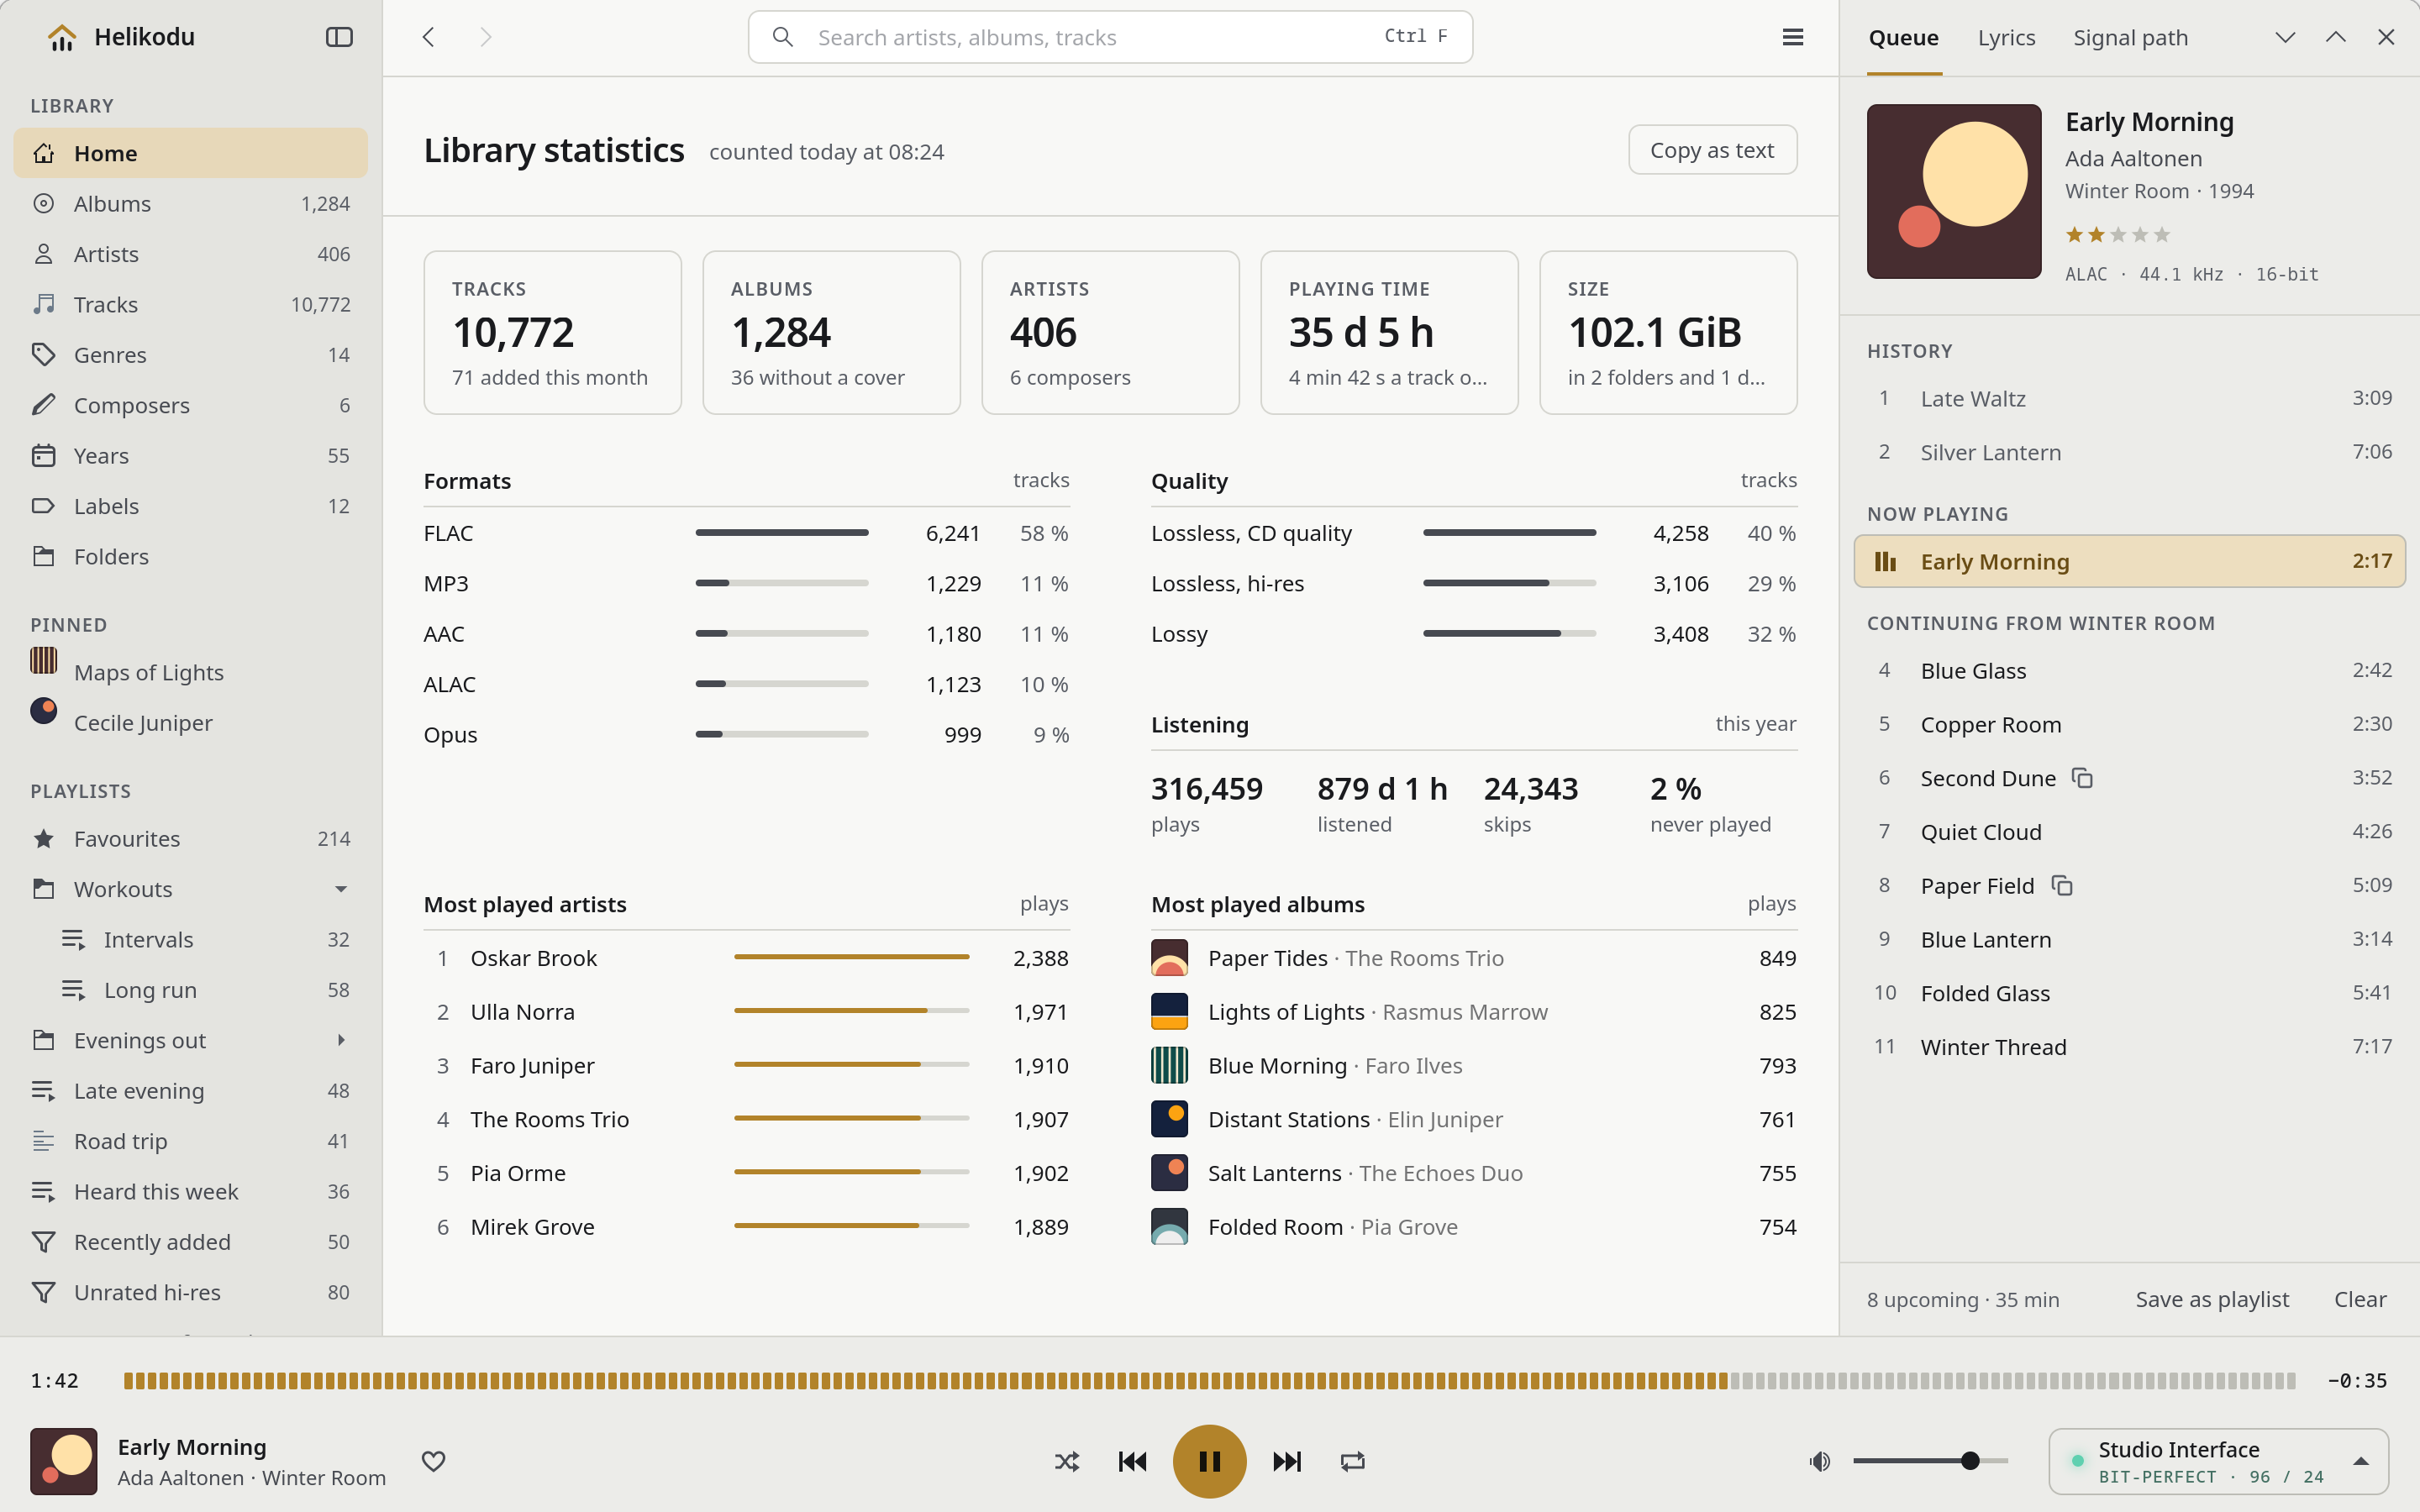 Helikodu
LIBRARY
Home
Albums 1,284
Artists 406
Tracks 10,772
Genres 14
Composers 6
Years 55
Labels 12
Folders
PINNED
Maps of Lights
Cecile Juniper
PLAYLISTS
Favourites 214
Workouts
Intervals 32
Long run 58
Evenings out
Late evening 48
Road trip 41
Heard this week 36
Recently added 50
Unrated hi-res 80
Search artists, albums, tracks Ctrl F
Library statistics counted today at 08:24 Copy as text
TRACKS
10,772
71 added this month
ALBUMS
1,284
36 without a cover
ARTISTS
406
6 composers
PLAYING TIME
35 d 5 h
4 min 42 s a track o…
SIZE
102.1 GiB
in 2 folders and 1 d…
Formats tracks
FLAC 6,241 58 %
MP3 1,229 11 %
AAC 1,180 11 %
ALAC 1,123 10 %
Opus 999 9 %
Quality tracks
Lossless, CD quality 4,258 40 %
Lossless, hi-res 3,106 29 %
Lossy 3,408 32 %
Listening this year
316,459 879 d 1 h 24,343 2 %
plays listened skips never played
Most played artists plays
1 Oskar Brook 2,388
2 Ulla Norra 1,971
3 Faro Juniper 1,910
4 The Rooms Trio 1,907
5 Pia Orme 1,902
6 Mirek Grove 1,889
Most played albums plays
Paper Tides · The Rooms Trio 849
Lights of Lights · Rasmus Marrow 825
Blue Morning · Faro Ilves 793
Distant Stations · Elin Juniper 761
Salt Lanterns · The Echoes Duo 755
Folded Room · Pia Grove 754
Queue Lyrics Signal path
Early Morning
Ada Aaltonen
Winter Room · 1994
ALAC · 44.1 kHz · 16-bit
HISTORY
1 Late Waltz 3:09
2 Silver Lantern 7:06
NOW PLAYING
Early Morning 2:17
CONTINUING FROM WINTER ROOM
4 Blue Glass 2:42
5 Copper Room 2:30
6 Second Dune 3:52
7 Quiet Cloud 4:26
8 Paper Field 5:09
9 Blue Lantern 3:14
10 Folded Glass 5:41
11 Winter Thread 7:17
8 upcoming · 35 min Save as playlist Clear
1:42 −0:35
Early Morning
Ada Aaltonen · Winter Room
Studio Interface
BIT-PERFECT · 96 / 24